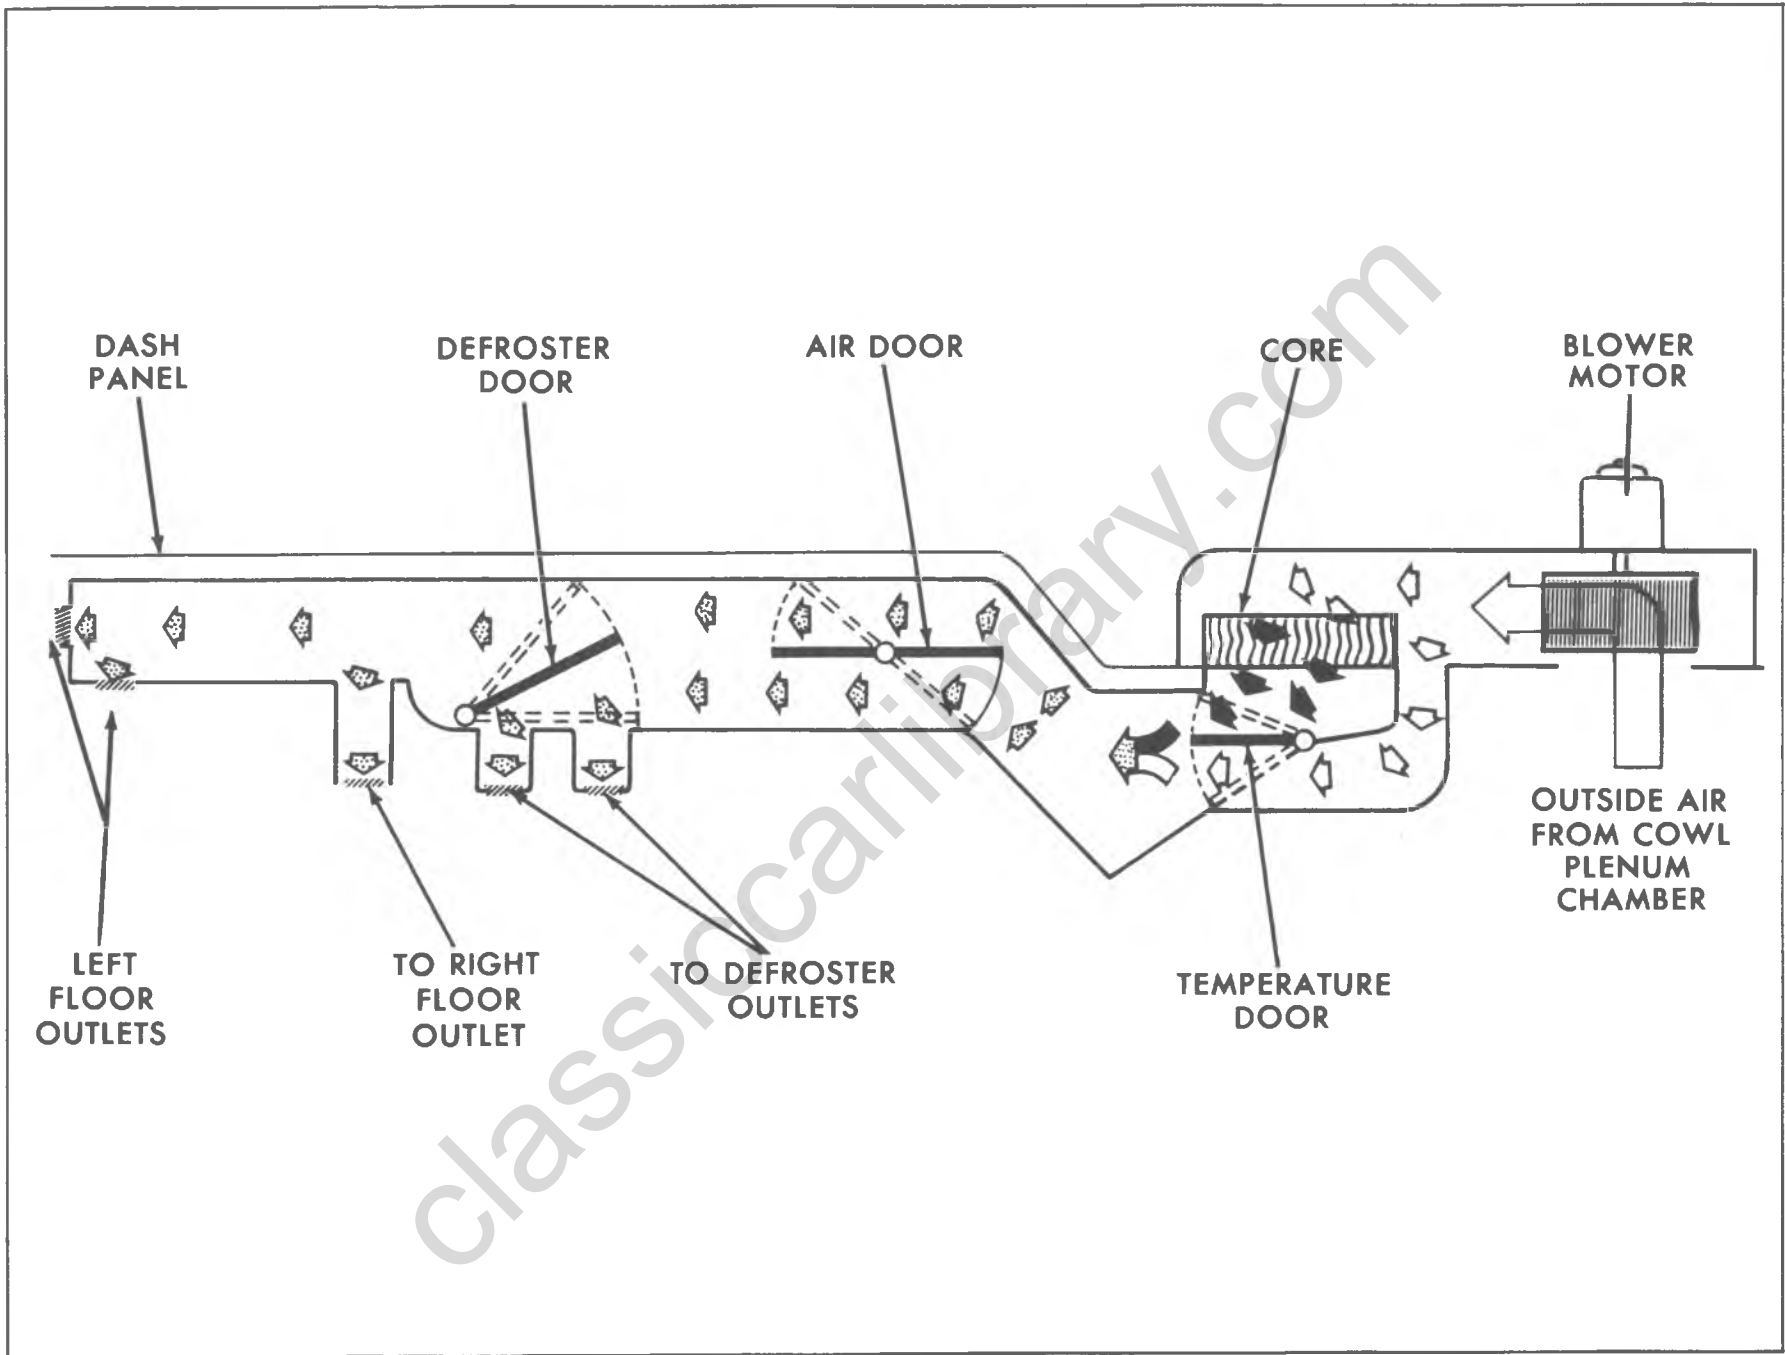 DASH
PANEL
DEFROSTER
DOOR
AIR DOOR
CORE
BLOWER
MOTOR
OUTSIDE AIR
FROM COWL
PLENUM
CHAMBER
LEFT
FLOOR
OUTLETS
TO RIGHT
FLOOR
OUTLET
TO DEFROSTER
OUTLETS
TEMPERATURE
DOOR
classiccarlibrary.com